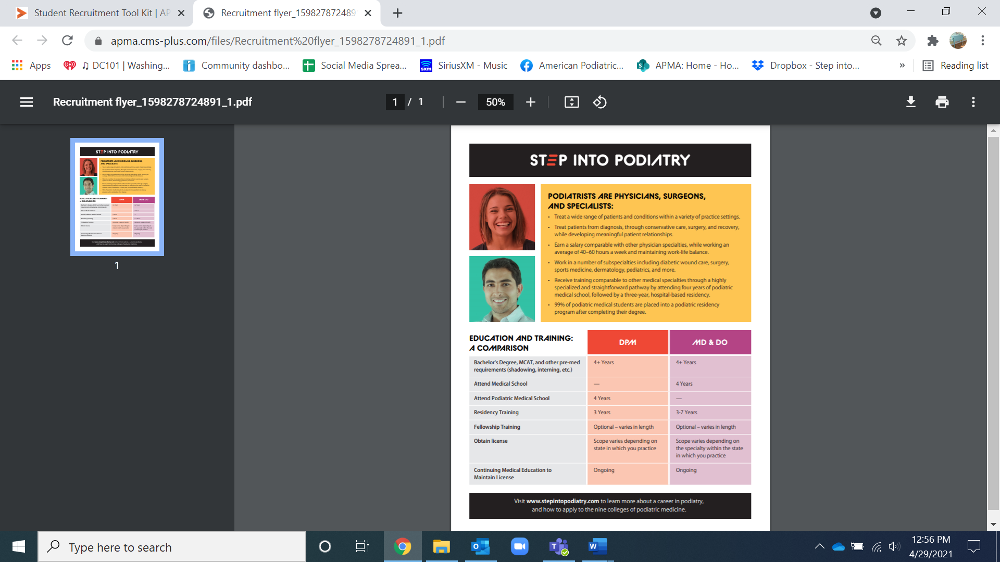 Student Recruitment Tool Kit | AP
Recruitment flyer_159827872489
apma.cms-plus.com/files/Recruitment%20flyer_1598278724891_1.pdf
Apps
♫ DC101 | Washing...
Community dashbo...
Social Media Sprea...
SiriusXM - Music
American Podiatric...
APMA: Home - Ho...
Dropbox - Step into...
»
Reading list
Recruitment flyer_1598278724891_1.pdf
1 / 1
50%
1
STEP INTO PODIATRY
PODIATRISTS ARE PHYSICIANS, SURGEONS,
AND SPECIALISTS:
• Treat a wide range of patients and conditions within a variety of practice settings.
• Treat patients from diagnosis, through conservative care, surgery, and recovery,
while developing meaningful patient relationships.
• Earn a salary comparable with other physician specialties, while working an
average of 40–60 hours a week and maintaining work-life balance.
• Work in a number of subspecialties including diabetic wound care, surgery,
sports medicine, dermatology, pediatrics, and more.
• Receive training comparable to other medical specialties through a highly
specialized and straightforward pathway by attending four years of podiatric
medical school, followed by a three-year, hospital-based residency.
• 99% of podiatric medical students are placed into a podiatric residency
program after completing their degree.
EDUCATION AND TRAINING:
A COMPARISON
DPM
MD & DO
Bachelor's Degree, MCAT, and other pre-med
requirements (shadowing, interning, etc.)
4+ Years
4+ Years
Attend Medical School
—
4 Years
Attend Podiatric Medical School
4 Years
—
Residency Training
3 Years
3-7 Years
Fellowship Training
Optional – varies in length
Optional – varies in length
Obtain license
Scope varies depending on
state in which you practice
Scope varies depending on
the specialty within the state
in which you practice
Continuing Medical Education to
Maintain License
Ongoing
Ongoing
Visit www.stepintopodiatry.com to learn more about a career in podiatry,
and how to apply to the nine colleges of podiatric medicine.
Type here to search
12:56 PM
4/29/2021